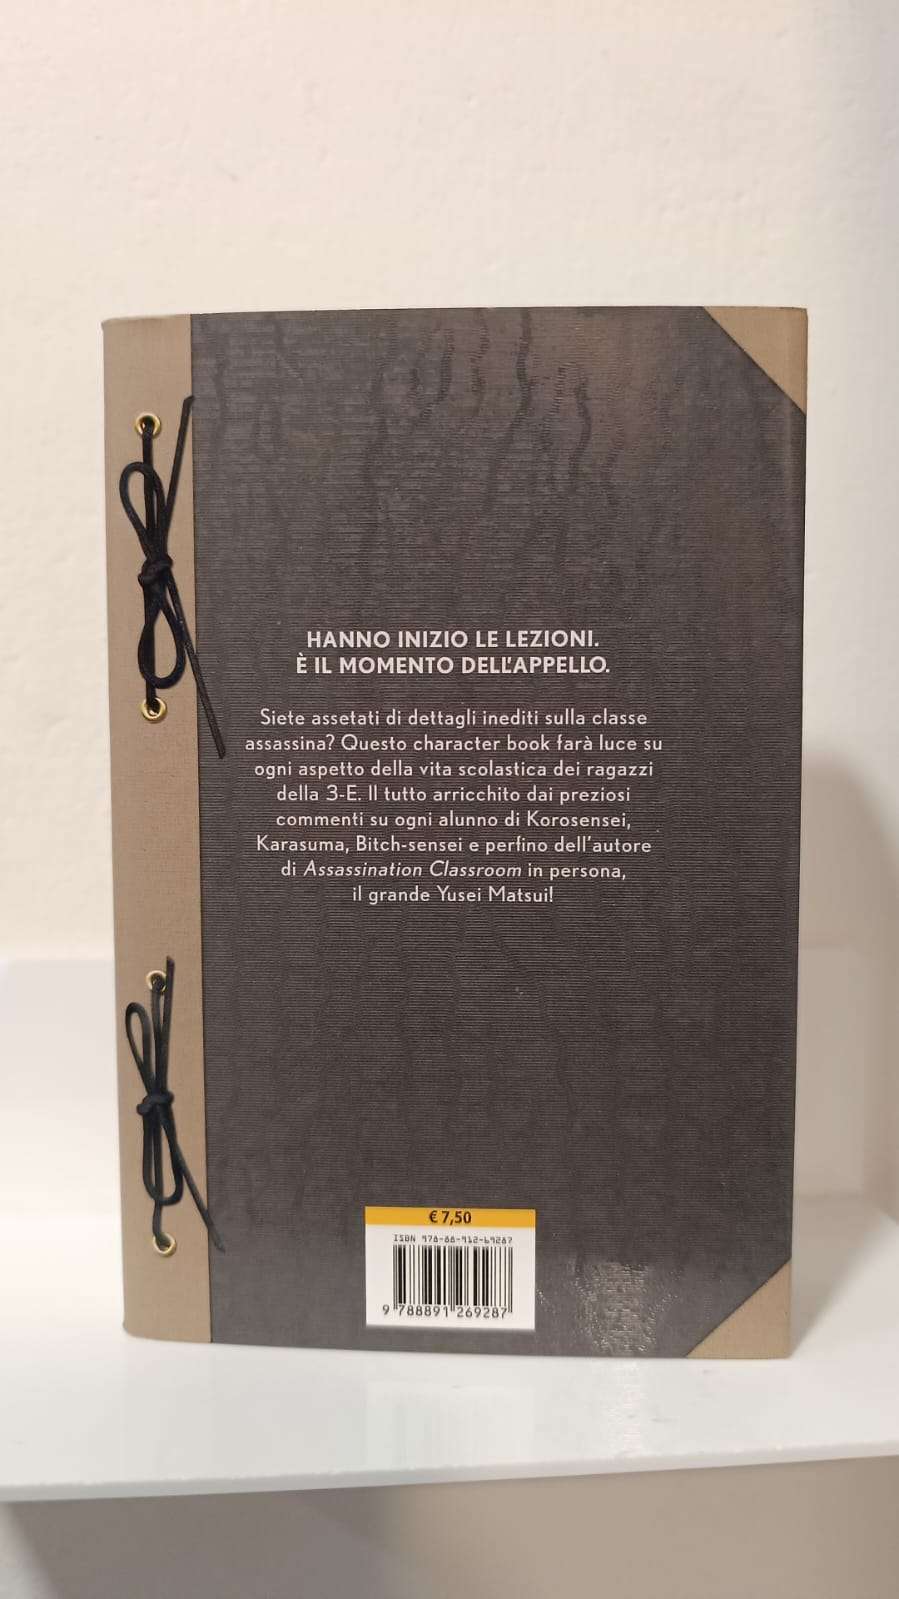 HANNO INIZIO LE LEZIONI.
È IL MOMENTO DELL'APPELLO.
Siete assetati di dettagli inediti sulla classe
assassina? Questo character book farà luce su
ogni aspetto della vita scolastica dei ragazzi
della 3-E. Il tutto arricchito dai preziosi
commenti su ogni alunno di Korosensei,
Karasuma, Bitch-sensei e perfino dell'autore
di Assassination Classroom in persona,
il grande Yusei Matsui!
€ 7,50
ISBN 978-88-912-6928-7
9 788891 269287